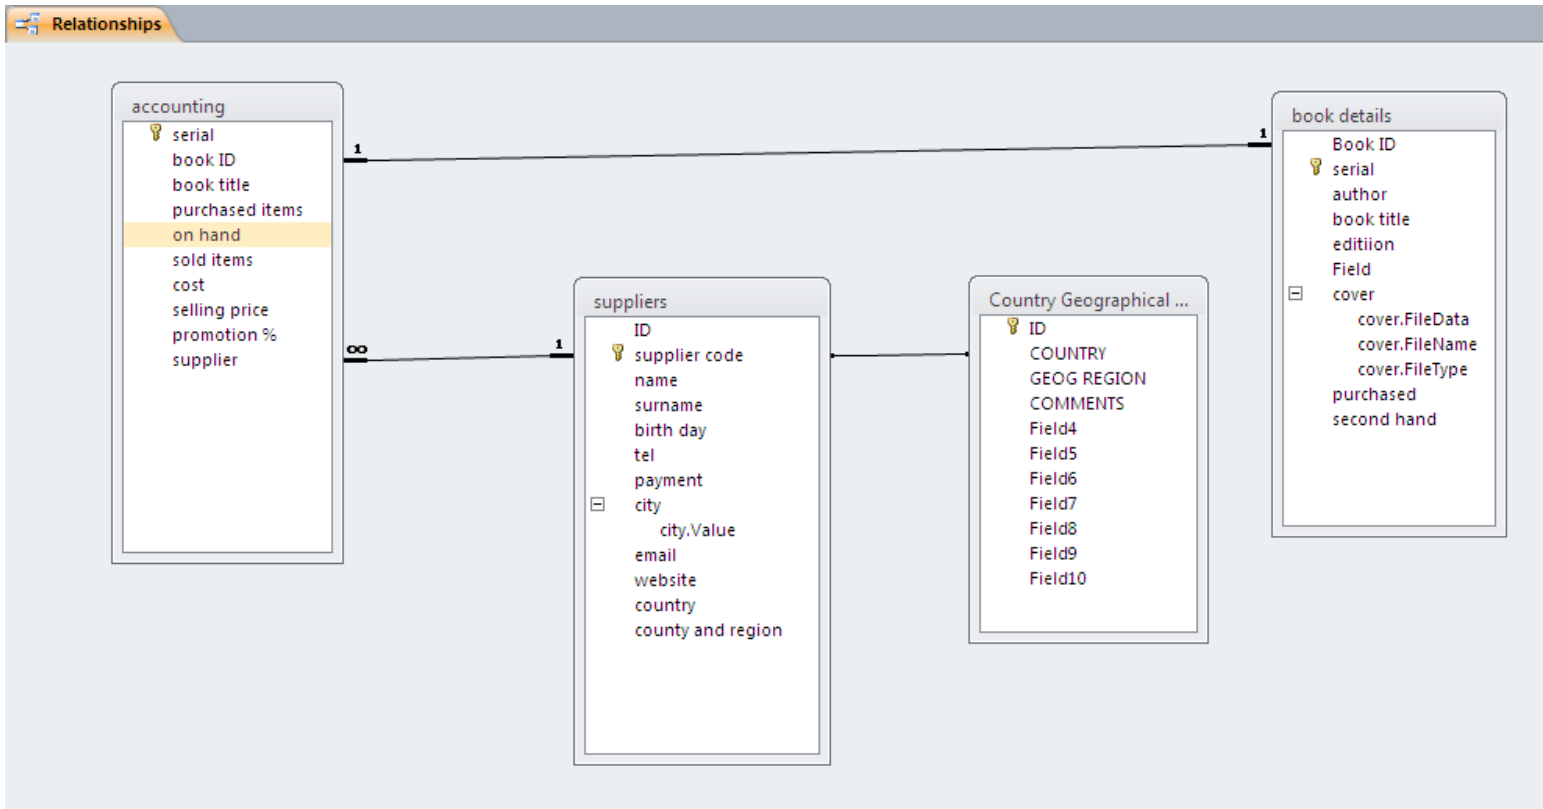 Relationships
accounting
serial
book ID
book title
purchased items
on hand
sold items
cost
selling price
promotion %
supplier
1
1
∞
1
suppliers
ID
supplier code
name
surname
birth day
tel
payment
city
city.Value
email
website
country
county and region
Country Geographical ...
ID
COUNTRY
GEOG REGION
COMMENTS
Field4
Field5
Field6
Field7
Field8
Field9
Field10
book details
Book ID
serial
author
book title
editiion
Field
cover
cover.FileData
cover.FileName
cover.FileType
purchased
second hand